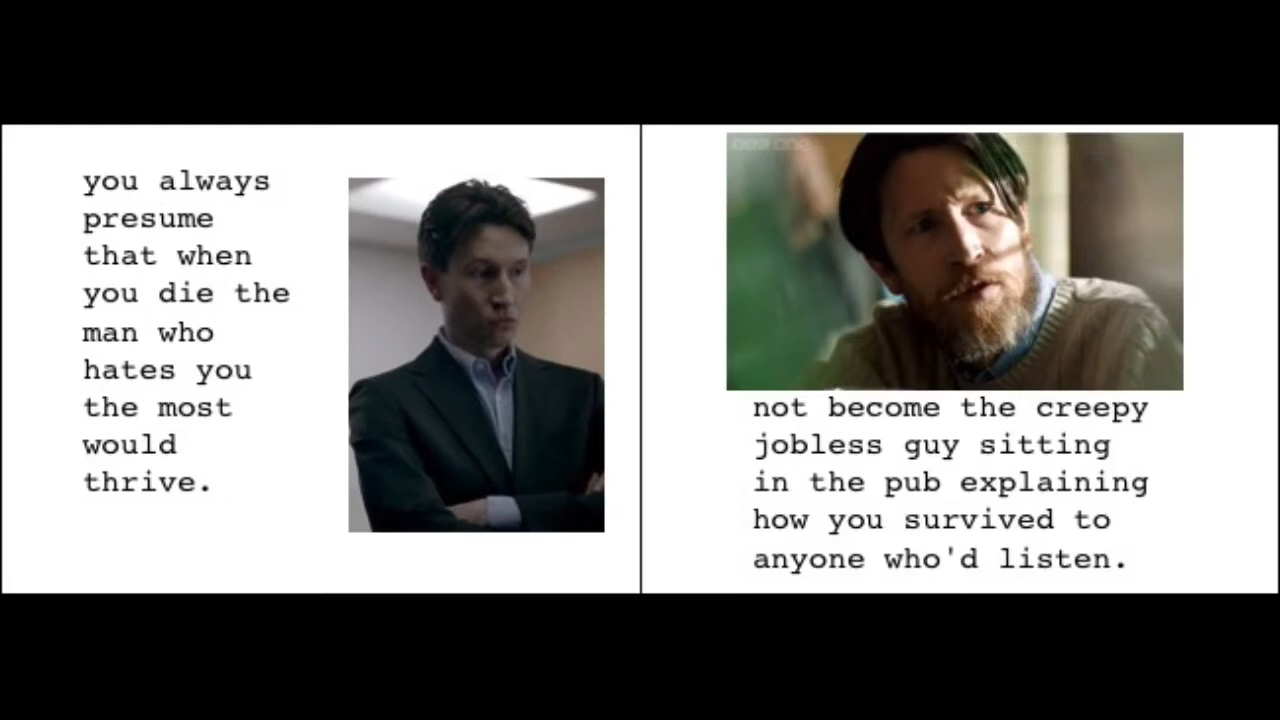 you always
presume
that when
you die the
man who
hates you
the most
would
thrive.
not become the creepy
jobless guy sitting
in the pub explaining
how you survived to
anyone who'd listen.